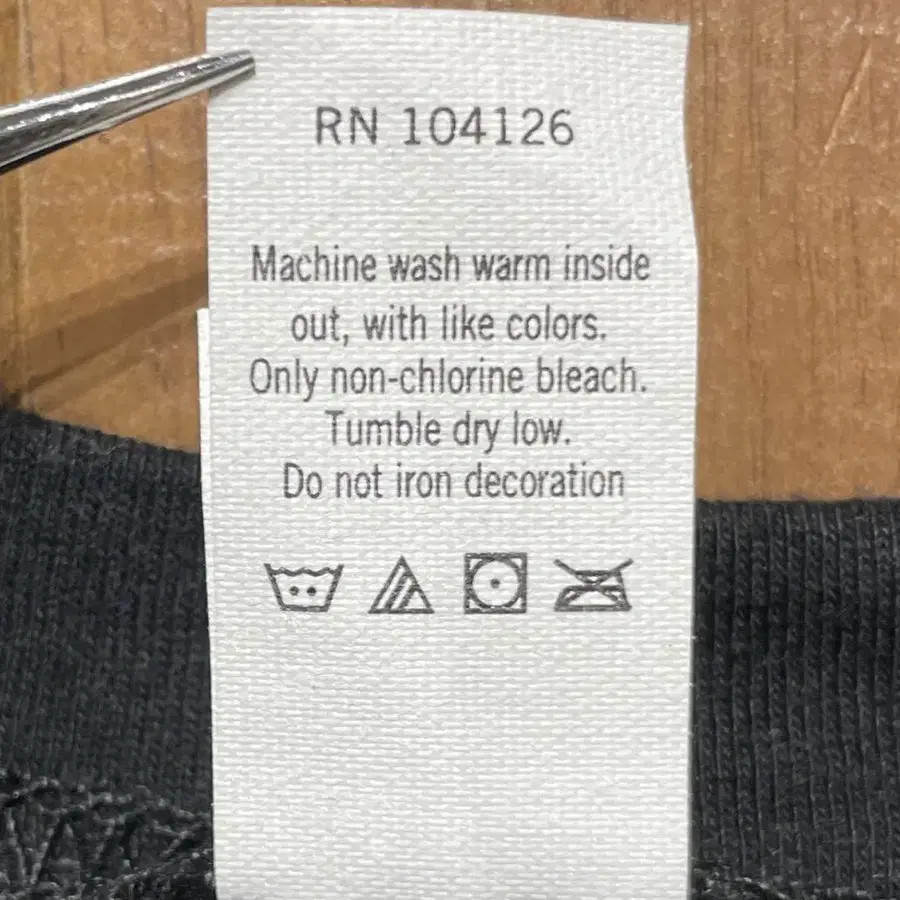 RN 104126
Machine wash warm inside
out, with like colors.
Only non-chlorine bleach.
Tumble dry low.
Do not iron decoration